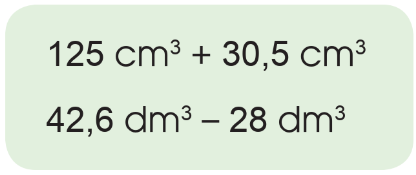 125 cm³ + 30,5 cm³
42,6 dm³ – 28 dm³